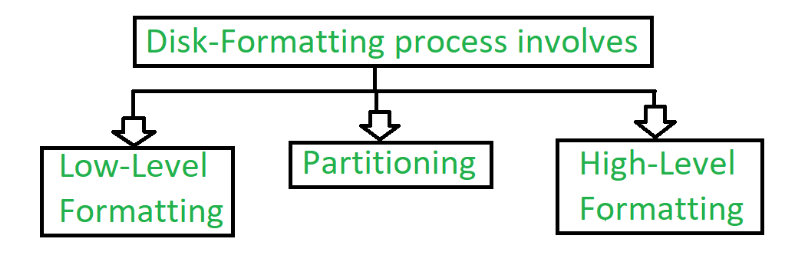 Disk-Formatting process involves
Low-Level
Formatting
Partitioning
High-Level
Formatting